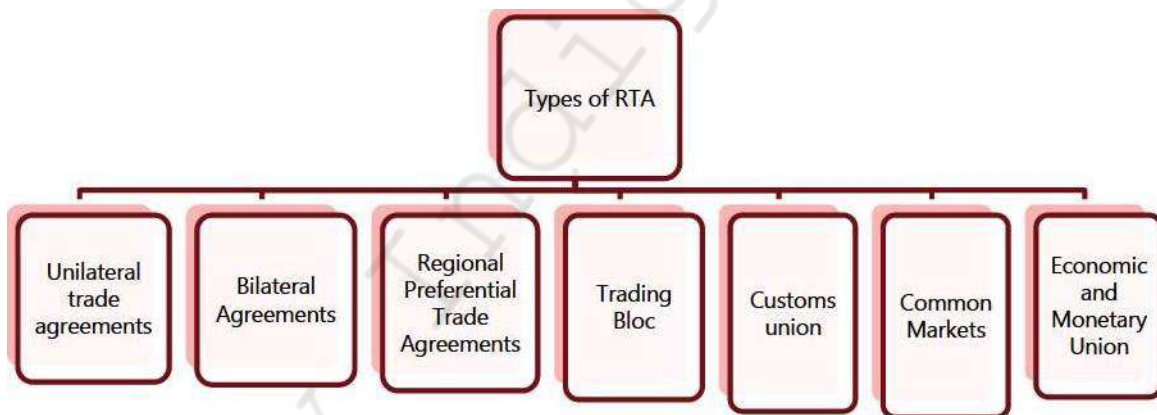 Types of RTA
Unilateral
trade
agreements
Bilateral
Agreements
Regional
Preferential
Trade
Agreements
Trading
Bloc
Customs
union
Common
Markets
Economic
and
Monetary
Union